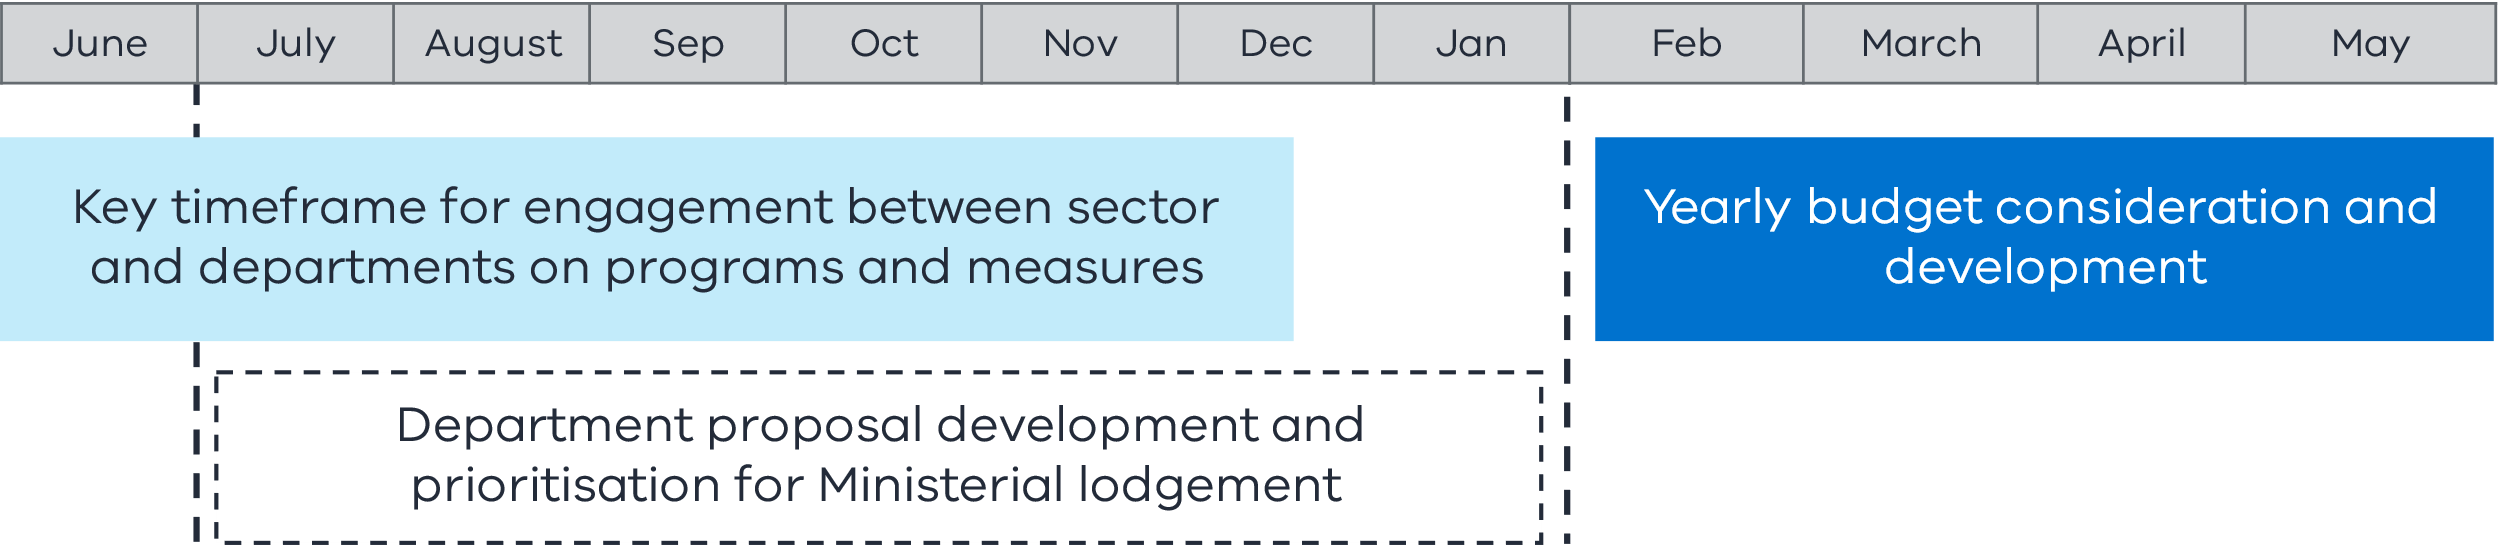 June July August Sep Oct Nov Dec Jan Feb March April May
Key timeframe for engagement between sector
and departments on programs and measures
Yearly budget consideration and
development
Department proposal development and
prioritisation for Ministerial lodgement